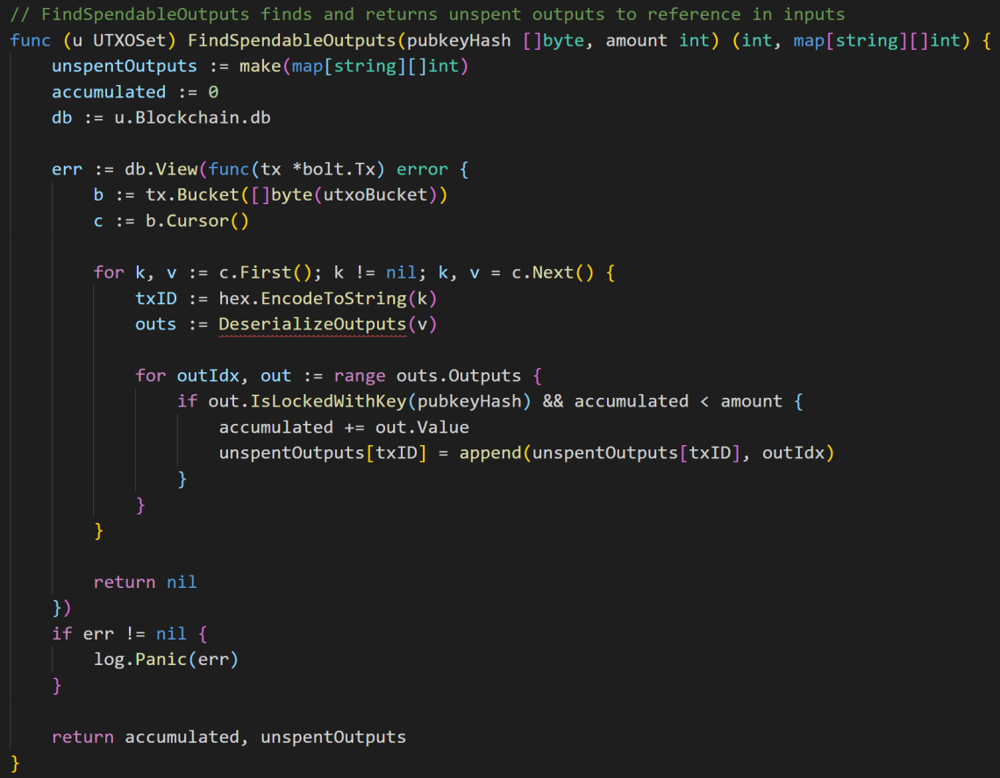 // FindSpendableOutputs finds and returns unspent outputs to reference in inputs
func (u UTXOSet) FindSpendableOutputs(pubkeyHash []byte, amount int) (int, map[string][]int) {
    unspentOutputs := make(map[string][]int)
    accumulated := 0
    db := u.Blockchain.db

    err := db.View(func(tx *bolt.Tx) error {
        b := tx.Bucket([]byte(utxoBucket))
        c := b.Cursor()

        for k, v := c.First(); k != nil; k, v = c.Next() {
            txID := hex.EncodeToString(k)
            outs := DeserializeOutputs(v)

            for outIdx, out := range outs.Outputs {
                if out.IsLockedWithKey(pubkeyHash) && accumulated < amount {
                    accumulated += out.Value
                    unspentOutputs[txID] = append(unspentOutputs[txID], outIdx)
                }
            }
        }

        return nil
    })
    if err != nil {
        log.Panic(err)
    }

    return accumulated, unspentOutputs
}